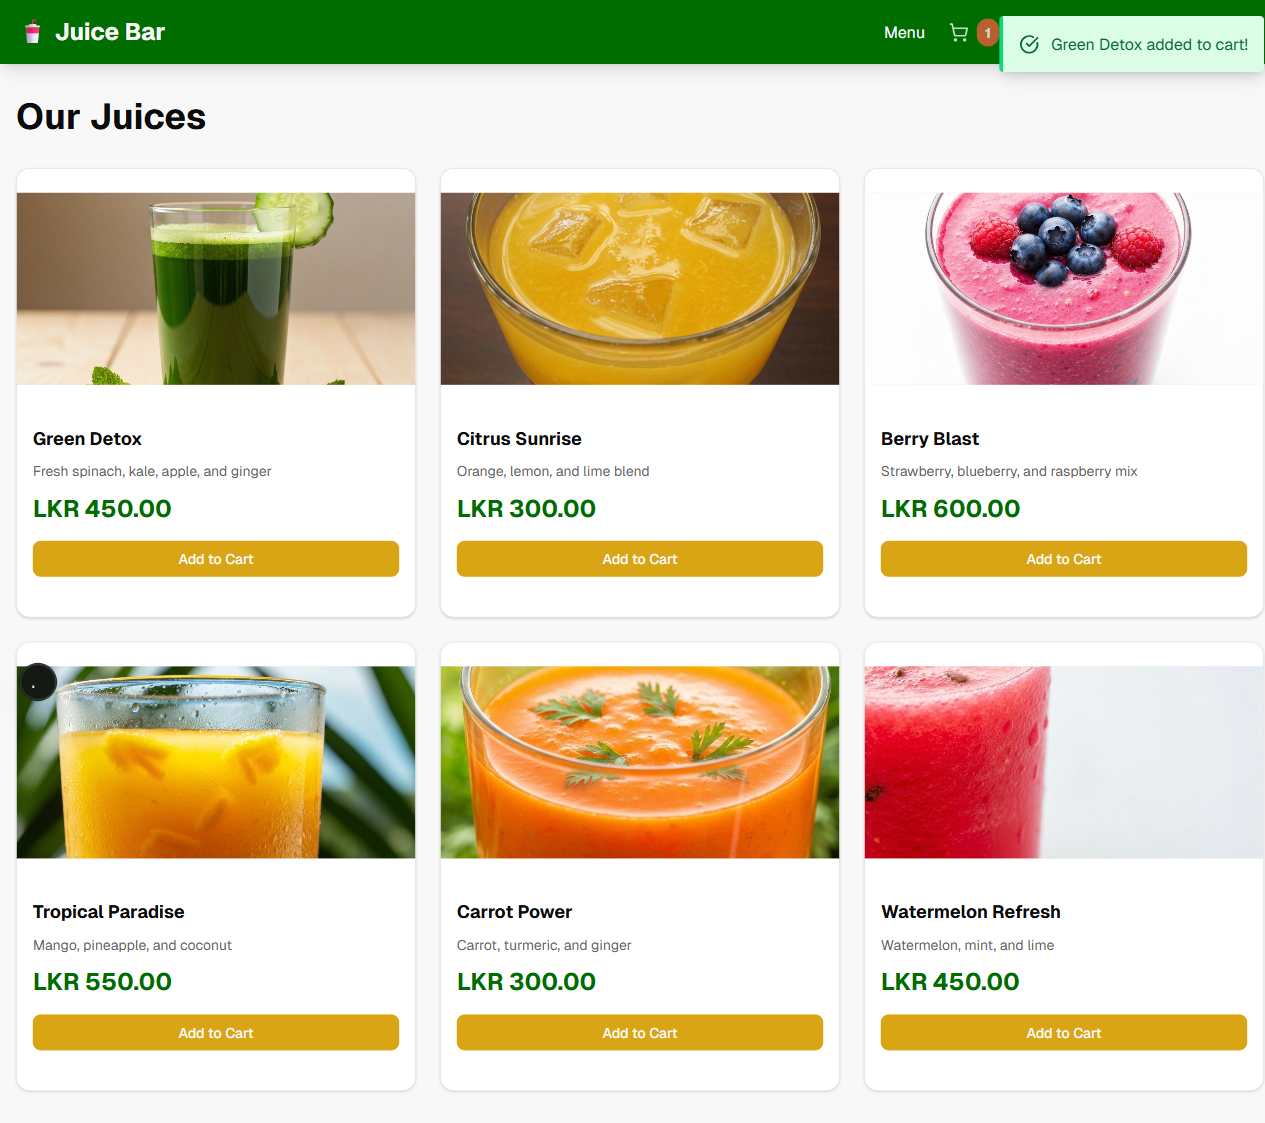 Juice Bar
Menu
1
Green Detox added to cart!
Our Juices
Green Detox
Fresh spinach, kale, apple, and ginger
LKR 450.00
Add to Cart
Citrus Sunrise
Orange, lemon, and lime blend
LKR 300.00
Add to Cart
Berry Blast
Strawberry, blueberry, and raspberry mix
LKR 600.00
Add to Cart
Tropical Paradise
Mango, pineapple, and coconut
LKR 550.00
Add to Cart
Carrot Power
Carrot, turmeric, and ginger
LKR 300.00
Add to Cart
Watermelon Refresh
Watermelon, mint, and lime
LKR 450.00
Add to Cart